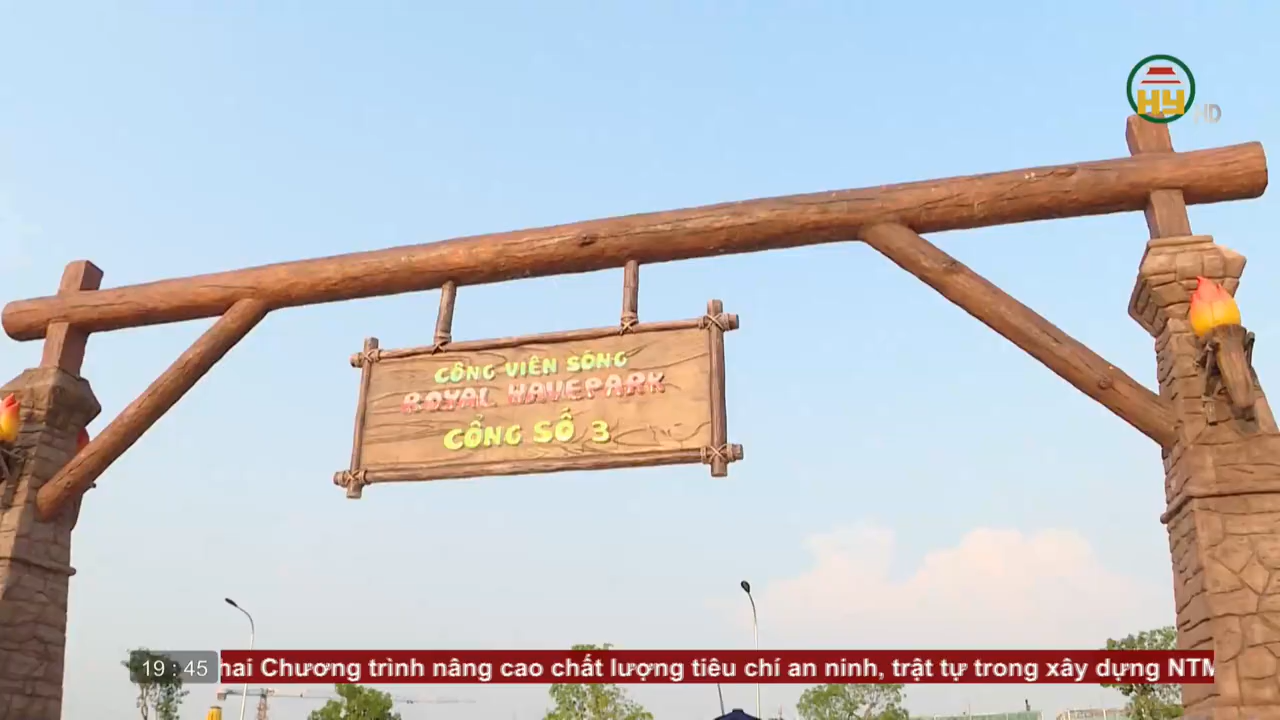 HY
HD
CÔNG VIÊN SÓNG
ROYAL WAVEPARK
CỔNG SỐ 3
19 : 45
hai Chương trình nâng cao chất lượng tiêu chí an ninh, trật tự trong xây dựng NTM